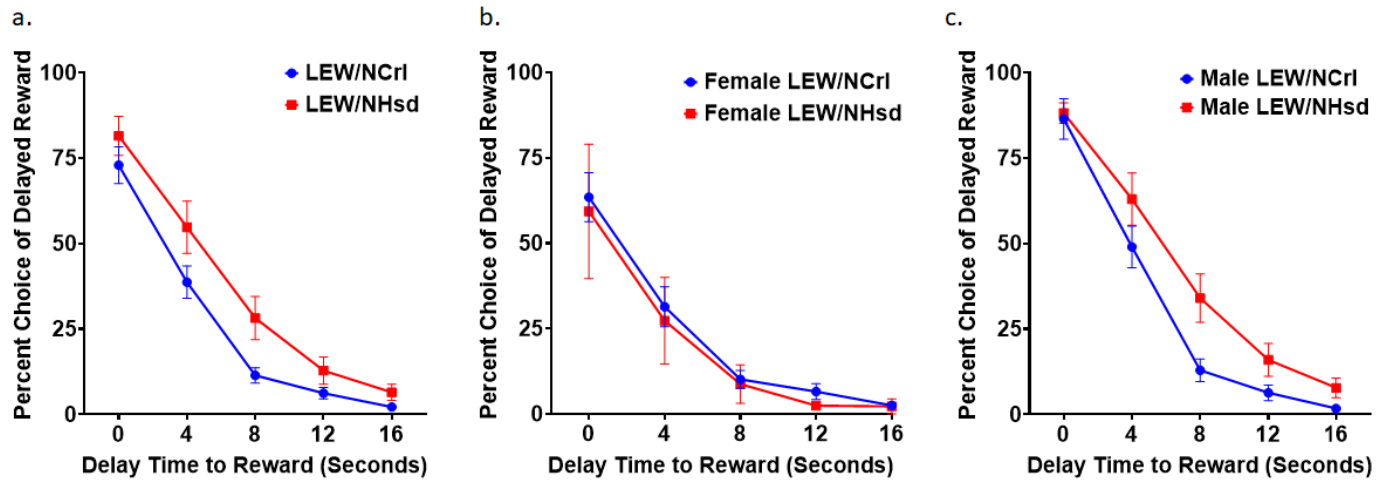 a.
Percent Choice of Delayed Reward
100
75
50
25
0
LEW/NCrl
LEW/NHsd
0 4 8 12 16
Delay Time to Reward (Seconds)
b.
Percent Choice of Delayed Reward
100
75
50
25
0
Female LEW/NCrl
Female LEW/NHsd
0 4 8 12 16
Delay Time to Reward (Seconds)
c.
Percent Choice of Delayed Reward
100
75
50
25
0
Male LEW/NCrl
Male LEW/NHsd
0 4 8 12 16
Delay Time to Reward (Seconds)